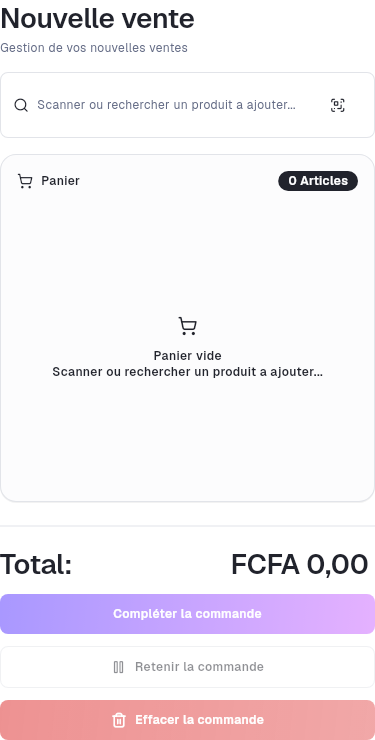 Nouvelle vente
Gestion de vos nouvelles ventes
Scanner ou rechercher un produit a ajouter...
Panier
0 Articles
Panier vide
Scanner ou rechercher un produit a ajouter...
Total:
FCFA 0,00
Compléter la commande
Retenir la commande
Effacer la commande